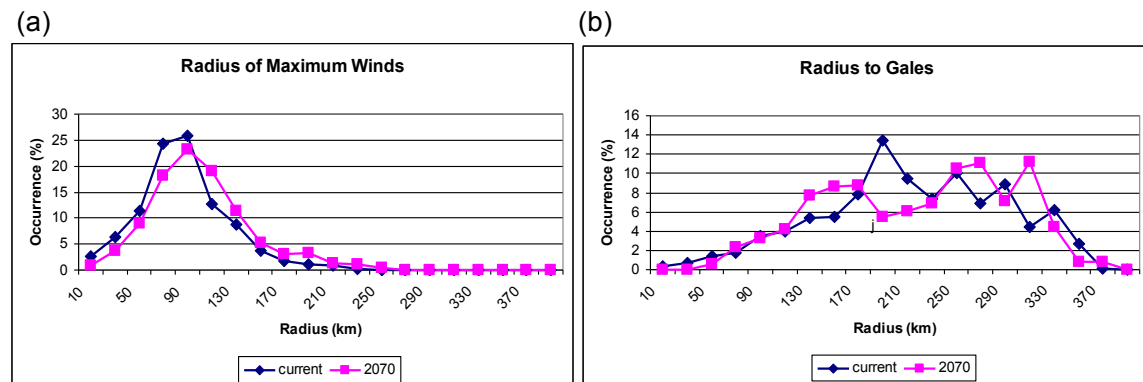 (a)
Radius of Maximum Winds
Occurrence (%)
30
25
20
15
10
5
0
10 50 90 130 170 210 250 290 330 370
Radius (km)
current 2070
(b)
Radius to Gales
Occurrence (%)
16
14
12
10
8
6
4
2
0
j
10 50 90 130 170 210 250 290 330 370
Radius (km)
current 2070